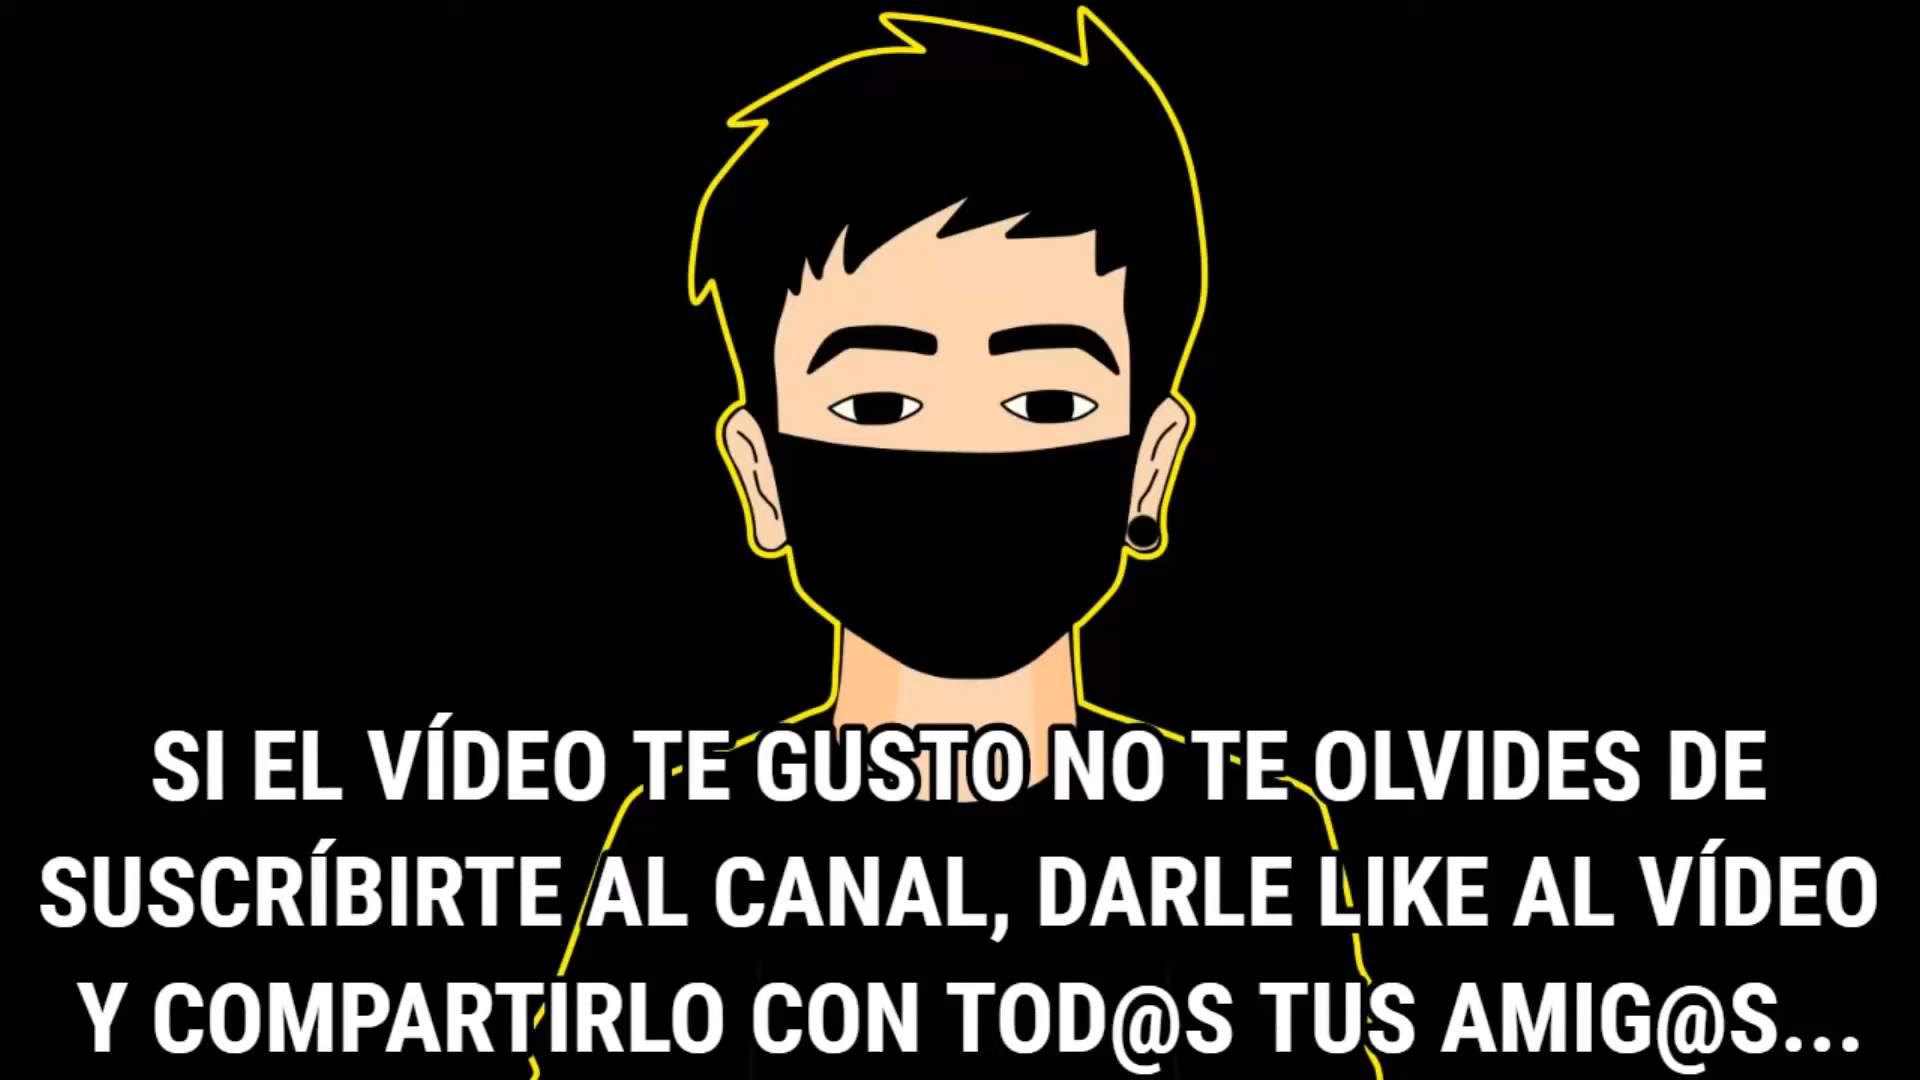 SI EL VÍDEO TE GUSTO NO TE OLVIDES DE
SUSCRÍBIRTE AL CANAL, DARLE LIKE AL VÍDEO
Y COMPARTIRLO CON TOD@S TUS AMIG@S...